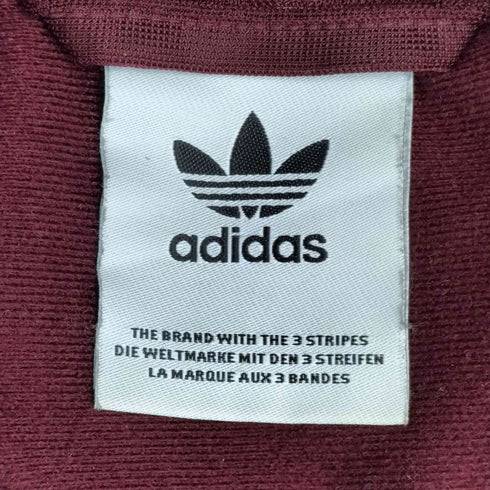 adidas
THE BRAND WITH THE 3 STRIPES
DIE WELTMARKE MIT DEN 3 STREIFEN
LA MARQUE AUX 3 BANDES